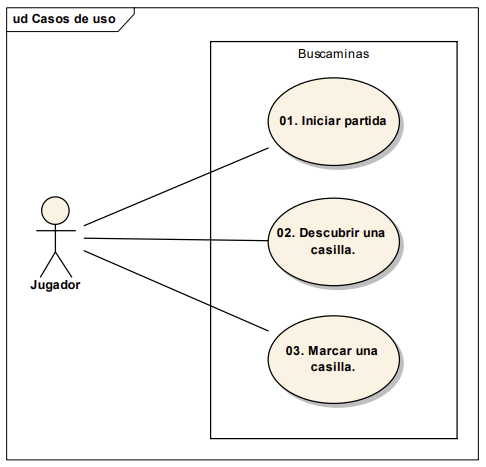 ud Casos de uso
Buscaminas
01. Iniciar partida
02. Descubrir una
casilla.
Jugador
03. Marcar una
casilla.